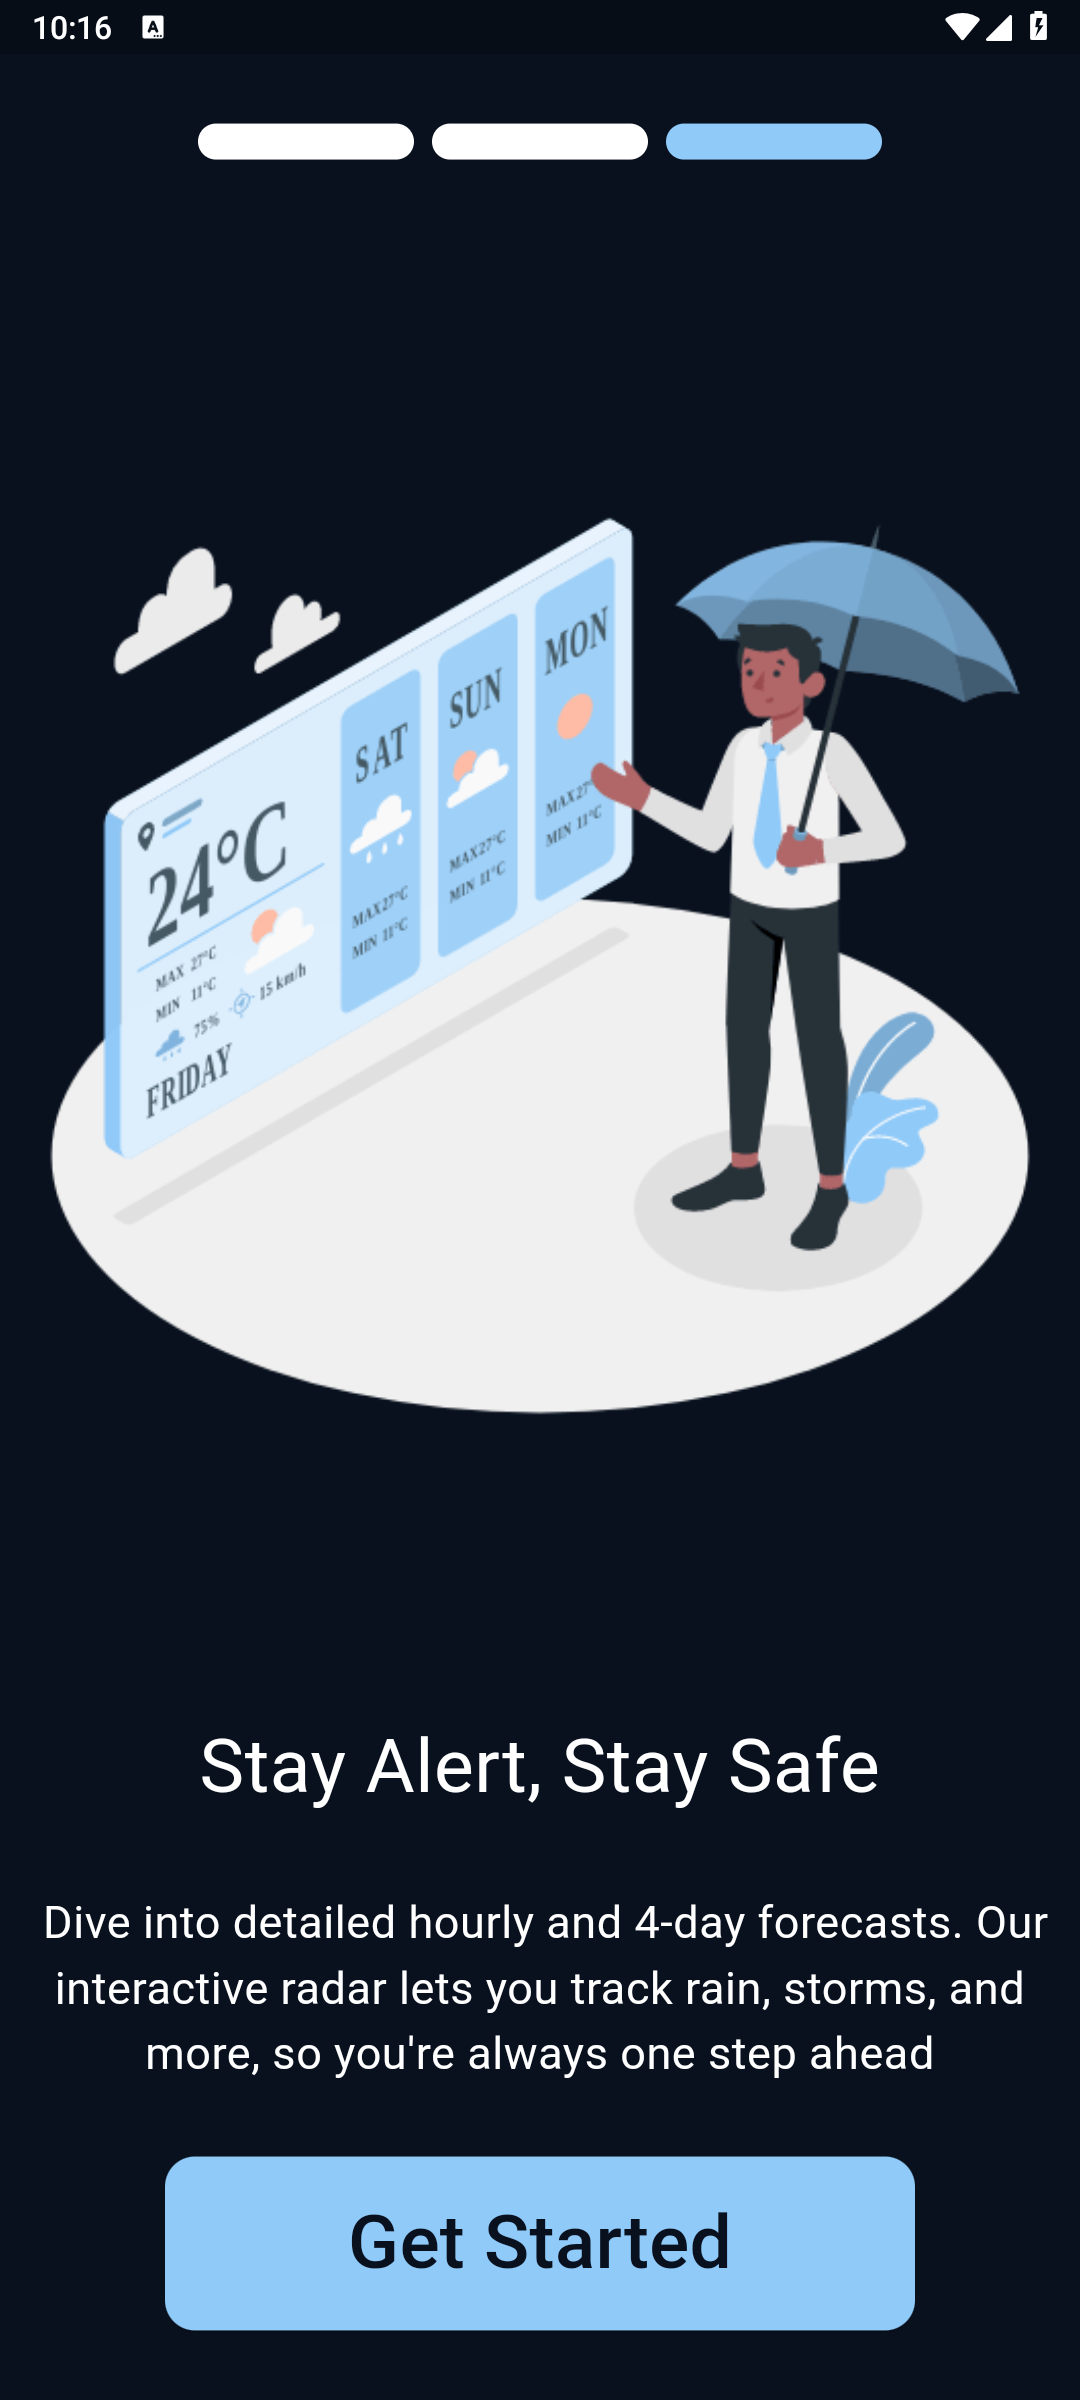 10:16
MON
SUN
SAT
MAX 27°
MIN 11°C
MAX 27°C
MIN 11°C
MAX 27°C
MIN 11°C
24°C
MAX 27°C
MIN 11°C
75%
15 km/h
FRIDAY
Stay Alert, Stay Safe
Dive into detailed hourly and 4-day forecasts. Our
interactive radar lets you track rain, storms, and
more, so you're always one step ahead
Get Started